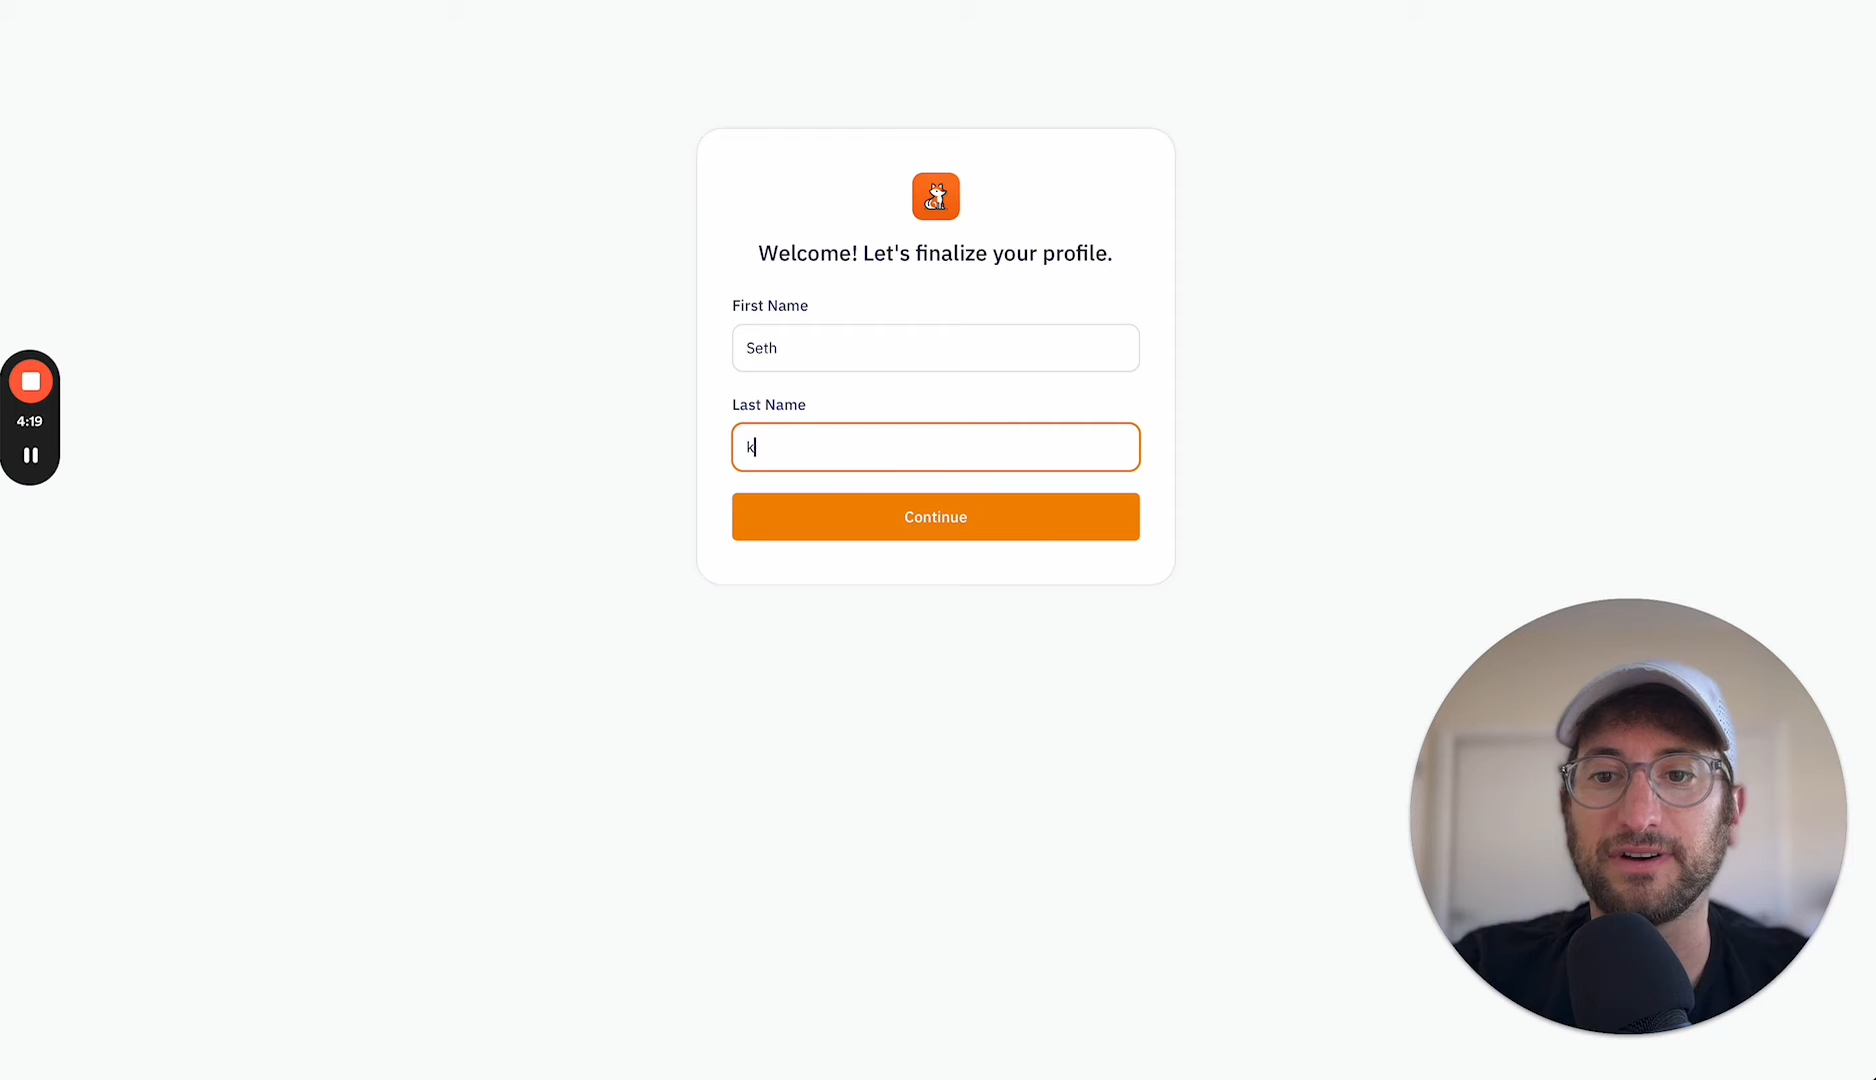 Welcome! Let's finalize your profile.
First Name
Seth
Last Name
k
Continue
4:19